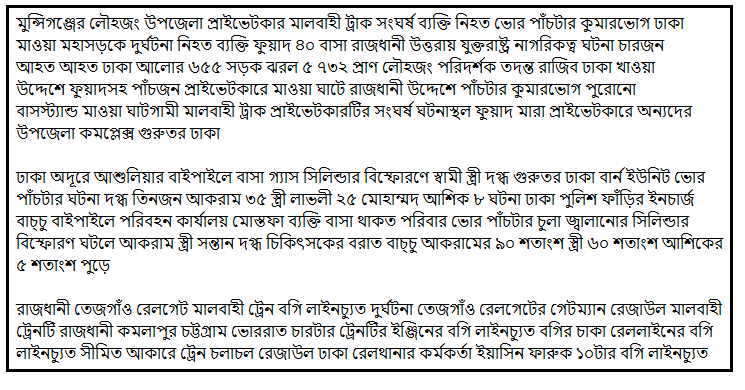 মুন্সিগঞ্জের লৌহজং উপজেলা প্রাইভেটকার মালবাহী ট্রাক সংঘর্ষ ব্যক্তি নিহত ভোর পাঁচটার কুমারভোগ ঢাকা
মাওয়া মহাসড়কে দুর্ঘটনা নিহত ব্যক্তি ফুয়াদ ৪০ বাসা রাজধানী উত্তরায় যুক্তরাষ্ট্র নাগরিকত্ব ঘটনা চারজন
আহত আহত ঢাকা আলোর ৬৫৫ সড়ক ঝরল ৫ ৭৩২ প্রাণ লৌহজং পরিদর্শক তদন্ত রাজিব ঢাকা খাওয়া
উদ্দেশে ফুয়াদসহ পাঁচজন প্রাইভেটকারে মাওয়া ঘাটে রাজধানী উদ্দেশে পাঁচটার কুমারভোগ পুরোনো
বাসস্ট্যান্ড মাওয়া ঘাটগামী মালবাহী ট্রাক প্রাইভেটকারটির সংঘর্ষ ঘটনাস্থল ফুয়াদ মারা প্রাইভেটকারে অন্যদের
উপজেলা কমপ্লেক্স গুরুতর ঢাকা
ঢাকা অদূরে আশুলিয়ার বাইপাইলে বাসা গ্যাস সিলিন্ডার বিস্ফোরণে স্বামী স্ত্রী দগ্ধ গুরুতর ঢাকা বার্ন ইউনিট ভোর
পাঁচটার ঘটনা দগ্ধ তিনজন আকরাম ৩৫ স্ত্রী লাভলী ২৫ মোহাম্মদ আশিক ৮ ঘটনা ঢাকা পুলিশ ফাঁড়ির ইনচার্জ
বাচ্চু বাইপাইলে পরিবহন কার্যালয় মোস্তফা ব্যক্তি বাসা থাকত পরিবার ভোর পাঁচটার চুলা জ্বালানোর সিলিন্ডার
বিস্ফোরণ ঘটলে আকরাম স্ত্রী সন্তান দগ্ধ চিকিৎসকের বরাত বাচ্চু আকরামের ৯০ শতাংশ স্ত্রী ৬০ শতাংশ আশিকের
৫ শতাংশ পুড়ে
রাজধানী তেজগাঁও রেলগেট মালবাহী ট্রেন বগি লাইনচ্যুত দুর্ঘটনা তেজগাঁও রেলগেটের গেটম্যান রেজাউল মালবাহী
ট্রেনটি রাজধানী কমলাপুর চট্টগ্রাম ভোররাত চারটার ট্রেনটির ইঞ্জিনের বগি লাইনচ্যুত বগির চাকা রেললাইনের বগি
লাইনচ্যুত সীমিত আকারে ট্রেন চলাচল রেজাউল ঢাকা রেলথানার কর্মকর্তা ইয়াসিন ফারুক ১০টার বগি লাইনচ্যুত